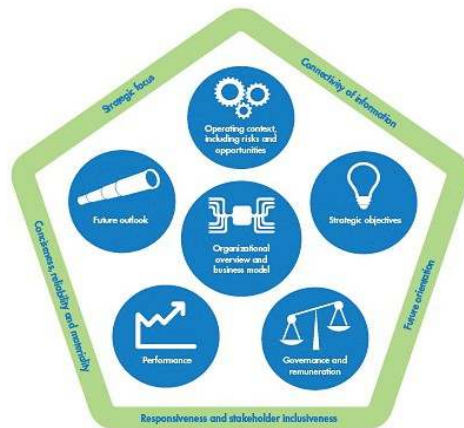 Strategic focus
Connectivity of information
Operating context,
including risks and
opportunities
Future outlook
Strategic objectives
Organizational
overview and
business model
Conciseness, reliability and materiality
Future orientation
Performance
Governance and
remuneration
Responsiveness and stakeholder inclusiveness